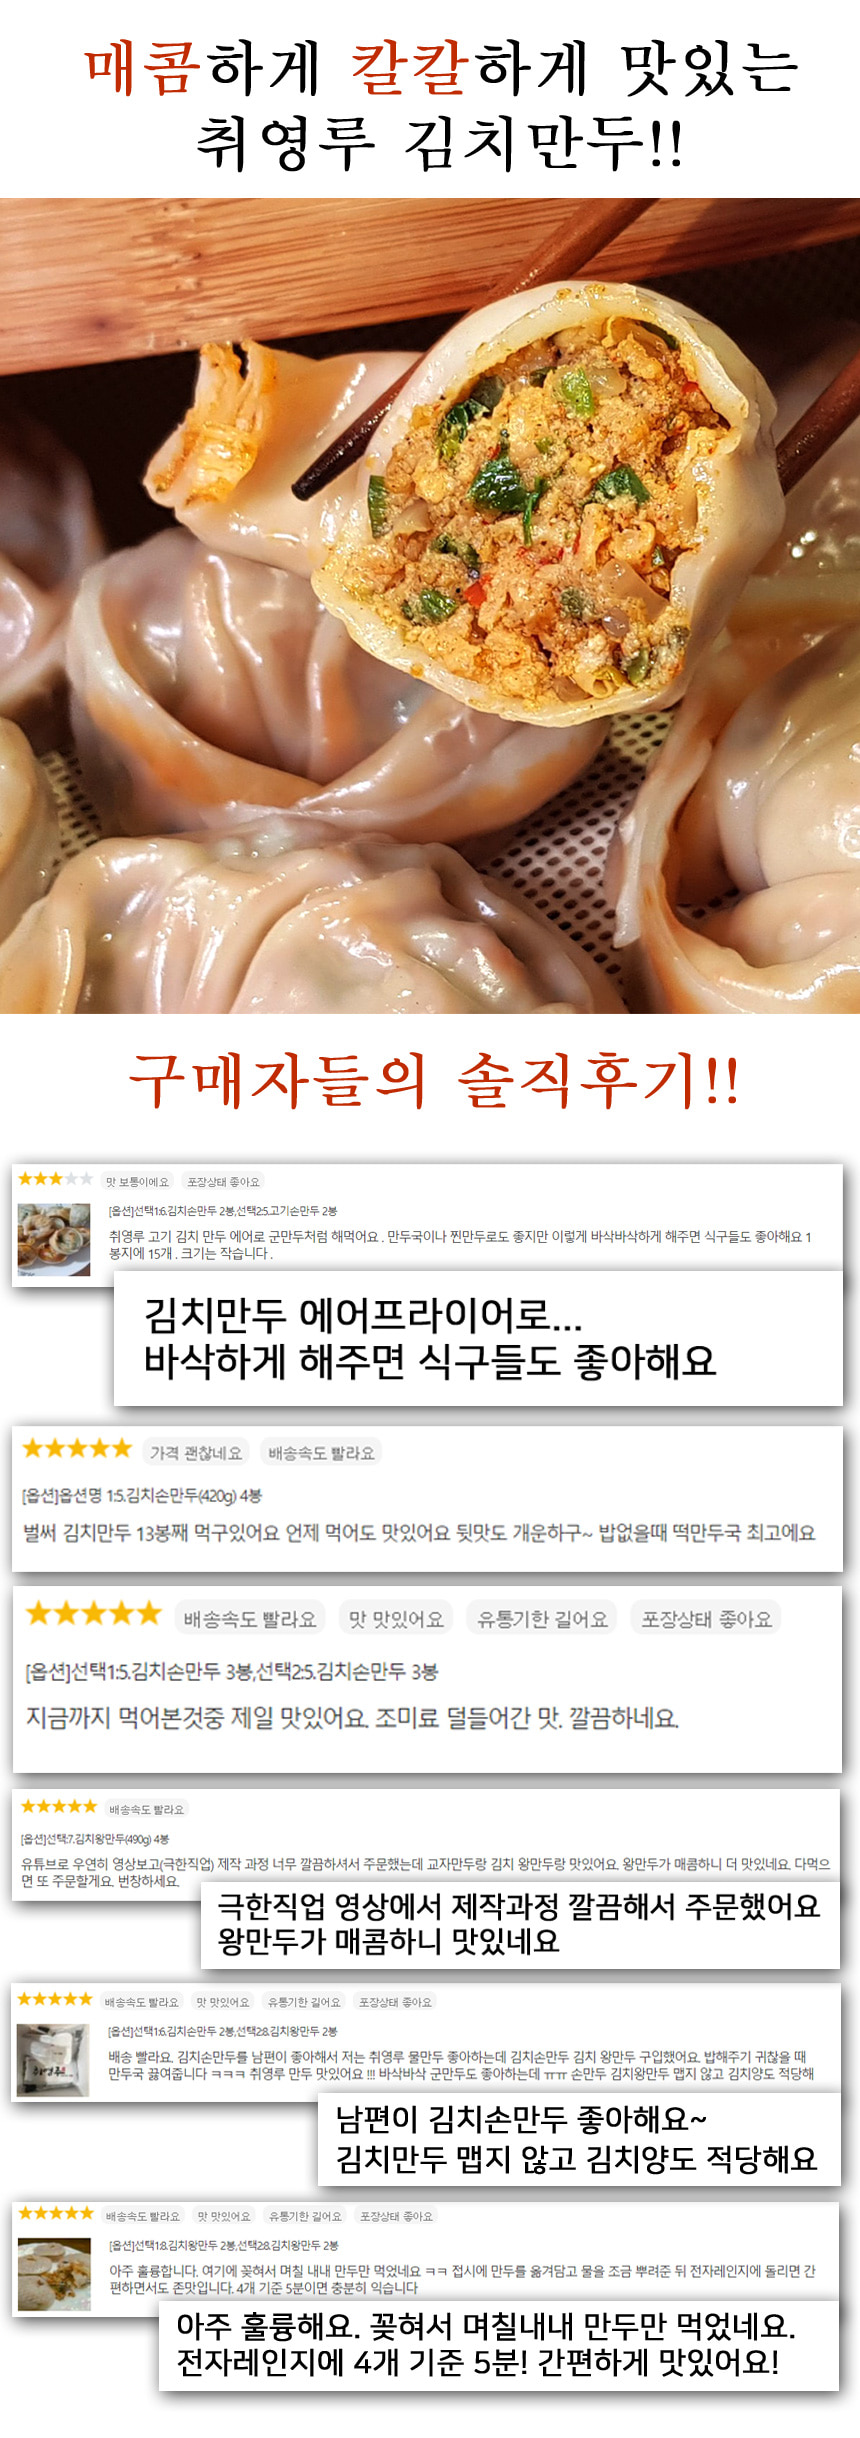 매콤하게 칼칼하게 맛있는
취영루 김치만두!!
구매자들의 솔직후기!!
맛 보통이에요 포장상태 좋아요
[옵션]선택1:6.김치손만두 2봉,선택2:5.고기손만두 2봉
취영루 고기 김치 만두 에어로 군만두처럼 해먹어요 . 만두국이나 찐만두로도 좋지만 이렇게 바삭바삭하게 해주면 식구들도 좋아해요 1
봉지에 15개 . 크기는 작습니다 .
김치만두 에어프라이어로...
바삭하게 해주면 식구들도 좋아해요
가격 괜찮네요 배송속도 빨라요
[옵션]옵션명 1:5.김치손만두(420g) 4봉
벌써 김치만두 13봉째 먹구있어요 언제 먹어도 맛있어요 뒷맛도 개운하구~ 밥없을때 떡만두국 최고에요
배송속도 빨라요 맛 맛있어요 유통기한 길어요 포장상태 좋아요
[옵션]선택1:5.김치손만두 3봉,선택2:5.김치손만두 3봉
지금까지 먹어본것중 제일 맛있어요. 조미료 덜들어간 맛. 깔끔하네요.
배송속도 빨라요
[옵션]선택:7.김치왕만두(490g) 4봉
유튜브로 우연히 영상보고(극한직업) 제작 과정 너무 깔끔하셔서 주문했는데 교자만두랑 김치 왕만두랑 맛있어요. 왕만두가 매콤하니 더 맛있네요. 다먹으
면 또 주문할게요. 번창하세요.
극한직업 영상에서 제작과정 깔끔해서 주문했어요
왕만두가 매콤하니 맛있네요
배송속도 빨라요 맛 맛있어요 유통기한 길어요 포장상태 좋아요
[옵션]선택1:6.김치손만두 2봉,선택2:8.김치왕만두 2봉
배송 빨라요. 김치손만두를 남편이 좋아해서 저는 취영루 물만두 좋아하는데 김치손만두 김치 왕만두 구입했어요. 밥해주기 귀찮을 때
만두국 끓여줍니다 ㅋㅋㅋ 취영루 만두 맛있어요 !!! 바삭바삭 군만두도 좋아하는데 ㅠㅠ 손만두 김치왕만두 맵지 않고 김치양도 적당해
취영루
남편이 김치손만두 좋아해요~
김치만두 맵지 않고 김치양도 적당해요
배송속도 빨라요 맛 맛있어요 유통기한 길어요 포장상태 좋아요
[옵션]선택1:8.김치왕만두 2봉,선택2:8.김치왕만두 2봉
아주 훌륭합니다. 여기에 꽂혀서 며칠 내내 만두만 먹었네요 ㅋㅋ 접시에 만두를 옮겨담고 물을 조금 뿌려준 뒤 전자레인지에 돌리면 간
편하면서도 존맛입니다. 4개 기준 5분이면 충분히 익습니다
아주 훌륭해요. 꽂혀서 며칠내내 만두만 먹었네요.
전자레인지에 4개 기준 5분! 간편하게 맛있어요!